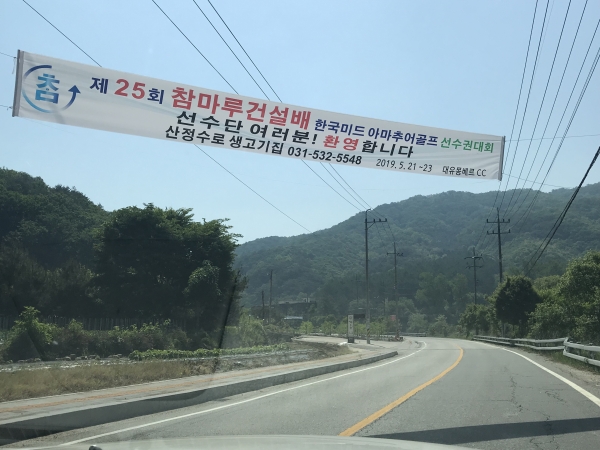 참
제 25회 참마루건설배 한국미드 아마추어골프 선수권대회
선수단 여러분! 환영합니다
산정수로 생고기집 031-532-5548 2019. 5. 21 ~23 대유몽베르 CC